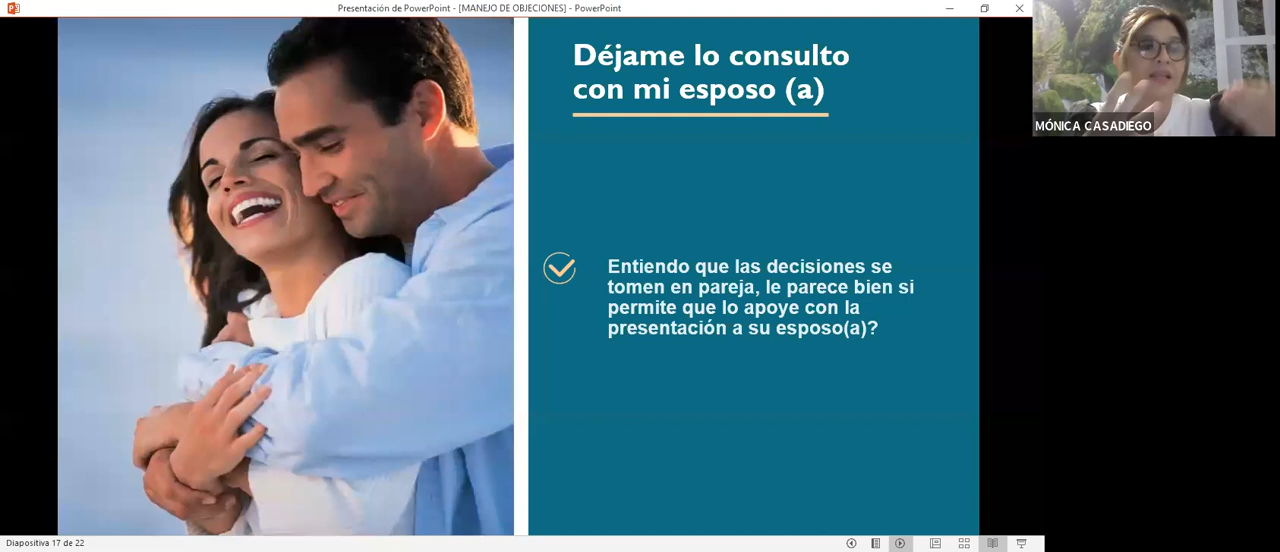 Presentación de PowerPoint - [MANEJO DE OBJECIONES] - PowerPoint
Déjame lo consulto
con mi esposo (a)
Entiendo que las decisiones se
tomen en pareja, le parece bien si
permite que lo apoye con la
presentación a su esposo(a)?
MÓNICA CASADIEGO
Diapositiva 17 de 22